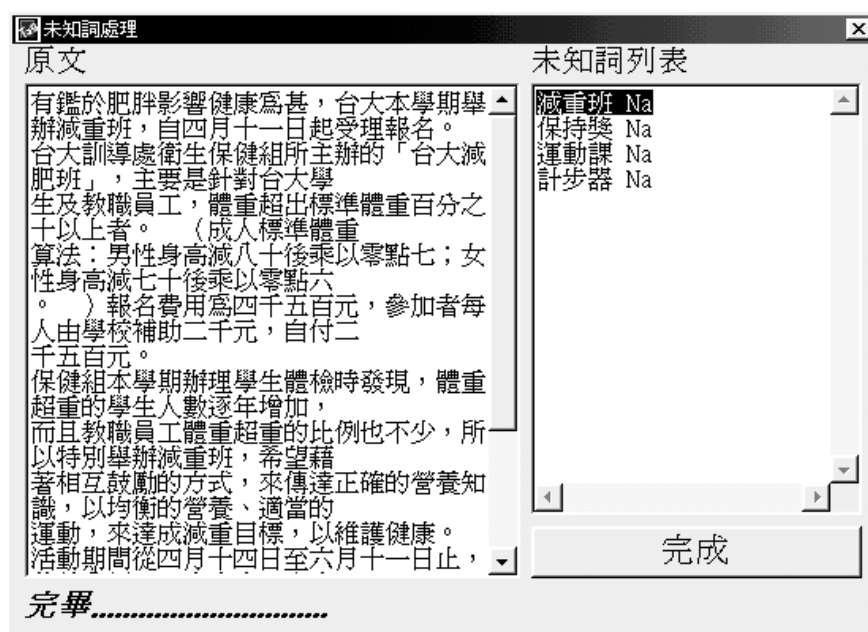 未知詞處理
原文
未知詞列表
有鑑於肥胖影響健康為甚，台大本學期舉
辦減重班，自四月十一日起受理報名。
台大訓導處衛生保健組所主辦的「台大減
肥班」，主要是針對台大學
生及教職員工，體重超出標準體重百分之
十以上者。　（成人標準體重
算法：男性身高減八十後乘以零點七；女
性身高減七十後乘以零點六
。　）報名費用為四千五百元，參加者每
人由學校補助二千元，自付二
千五百元。
保健組本學期辦理學生體檢時發現，體重
超重的學生人數逐年增加，
而且教職員工體重超重的比例也不少，所
以特別舉辦減重班，希望藉
著相互鼓勵的方式，來傳達正確的營養知
識，以均衡的營養、適當的
運動，來達成減重目標，以維護健康。
活動期間從四月十四日至六月十一日止，
減重班 Na
保持獎 Na
運動課 Na
計步器 Na
完成
完畢..............................